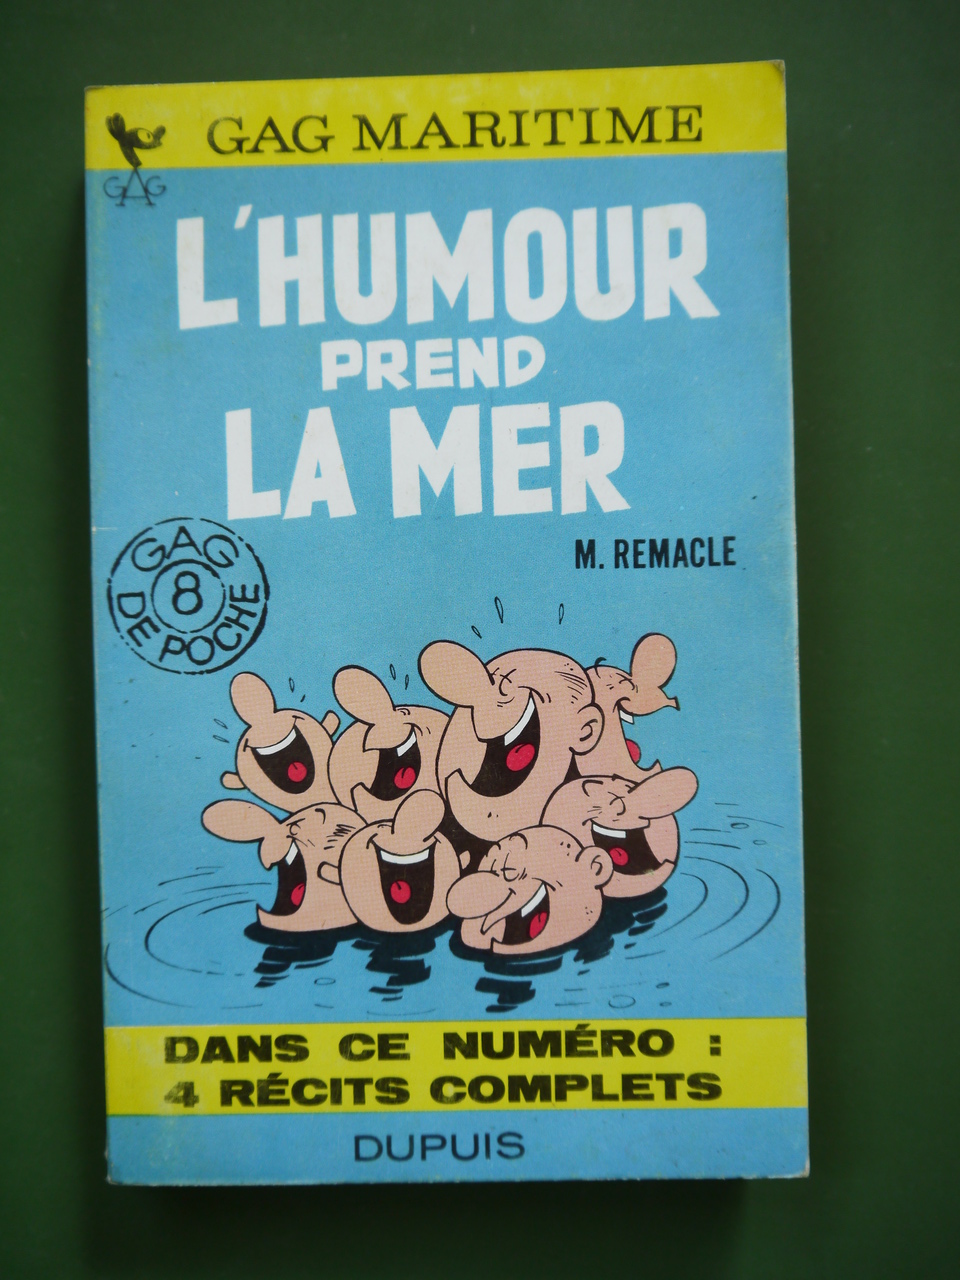 GAG MARITIME
GAG
L'HUMOUR
PREND
LA MER
M. REMACLE
GAG
8
DE POCHE
DANS CE NUMÉRO :
4 RÉCITS COMPLETS
DUPUIS